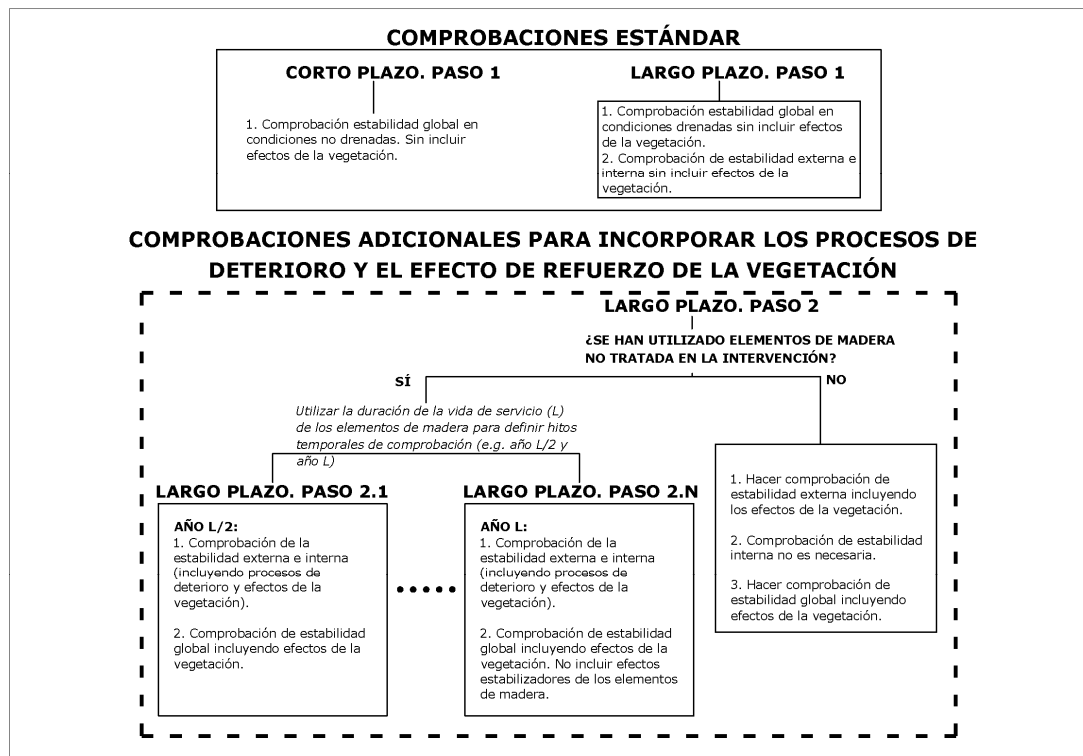 COMPROBACIONES ESTÁNDAR
CORTO PLAZO. PASO 1
1. Comprobación estabilidad global en
condiciones no drenadas. Sin incluir
efectos de la vegetación.
LARGO PLAZO. PASO 1
1. Comprobación estabilidad global en
condiciones drenadas sin incluir efectos
de la vegetación.
2. Comprobación de estabilidad externa e
interna sin incluir efectos de la
vegetación.
COMPROBACIONES ADICIONALES PARA INCORPORAR LOS PROCESOS DE
DETERIORO Y EL EFECTO DE REFUERZO DE LA VEGETACIÓN
LARGO PLAZO. PASO 2
¿SE HAN UTILIZADO ELEMENTOS DE MADERA
NO TRATADA EN LA INTERVENCIÓN?
SÍ
NO
Utilizar la duración de la vida de servicio (L)
de los elementos de madera para definir hitos
temporales de comprobación (e.g. año L/2 y
año L)
LARGO PLAZO. PASO 2.1
AÑO L/2:
1. Comprobación de la
estabilidad externa e interna
(incluyendo procesos de
deterioro y efectos de la
vegetación).
2. Comprobación de estabilidad
global incluyendo efectos de la
vegetación.
LARGO PLAZO. PASO 2.N
AÑO L:
1. Comprobación de la
estabilidad externa e interna
(incluyendo procesos de
deterioro y efectos de la
vegetación).
2. Comprobación de estabilidad
global incluyendo efectos de la
vegetación. No incluir efectos
estabilizadores de los elementos
de madera.
1. Hacer comprobación de
estabilidad externa incluyendo
los efectos de la vegetación.
2. Comprobación de estabilidad
interna no es necesaria.
3. Hacer comprobación de
estabilidad global incluyendo
efectos de la vegetación.